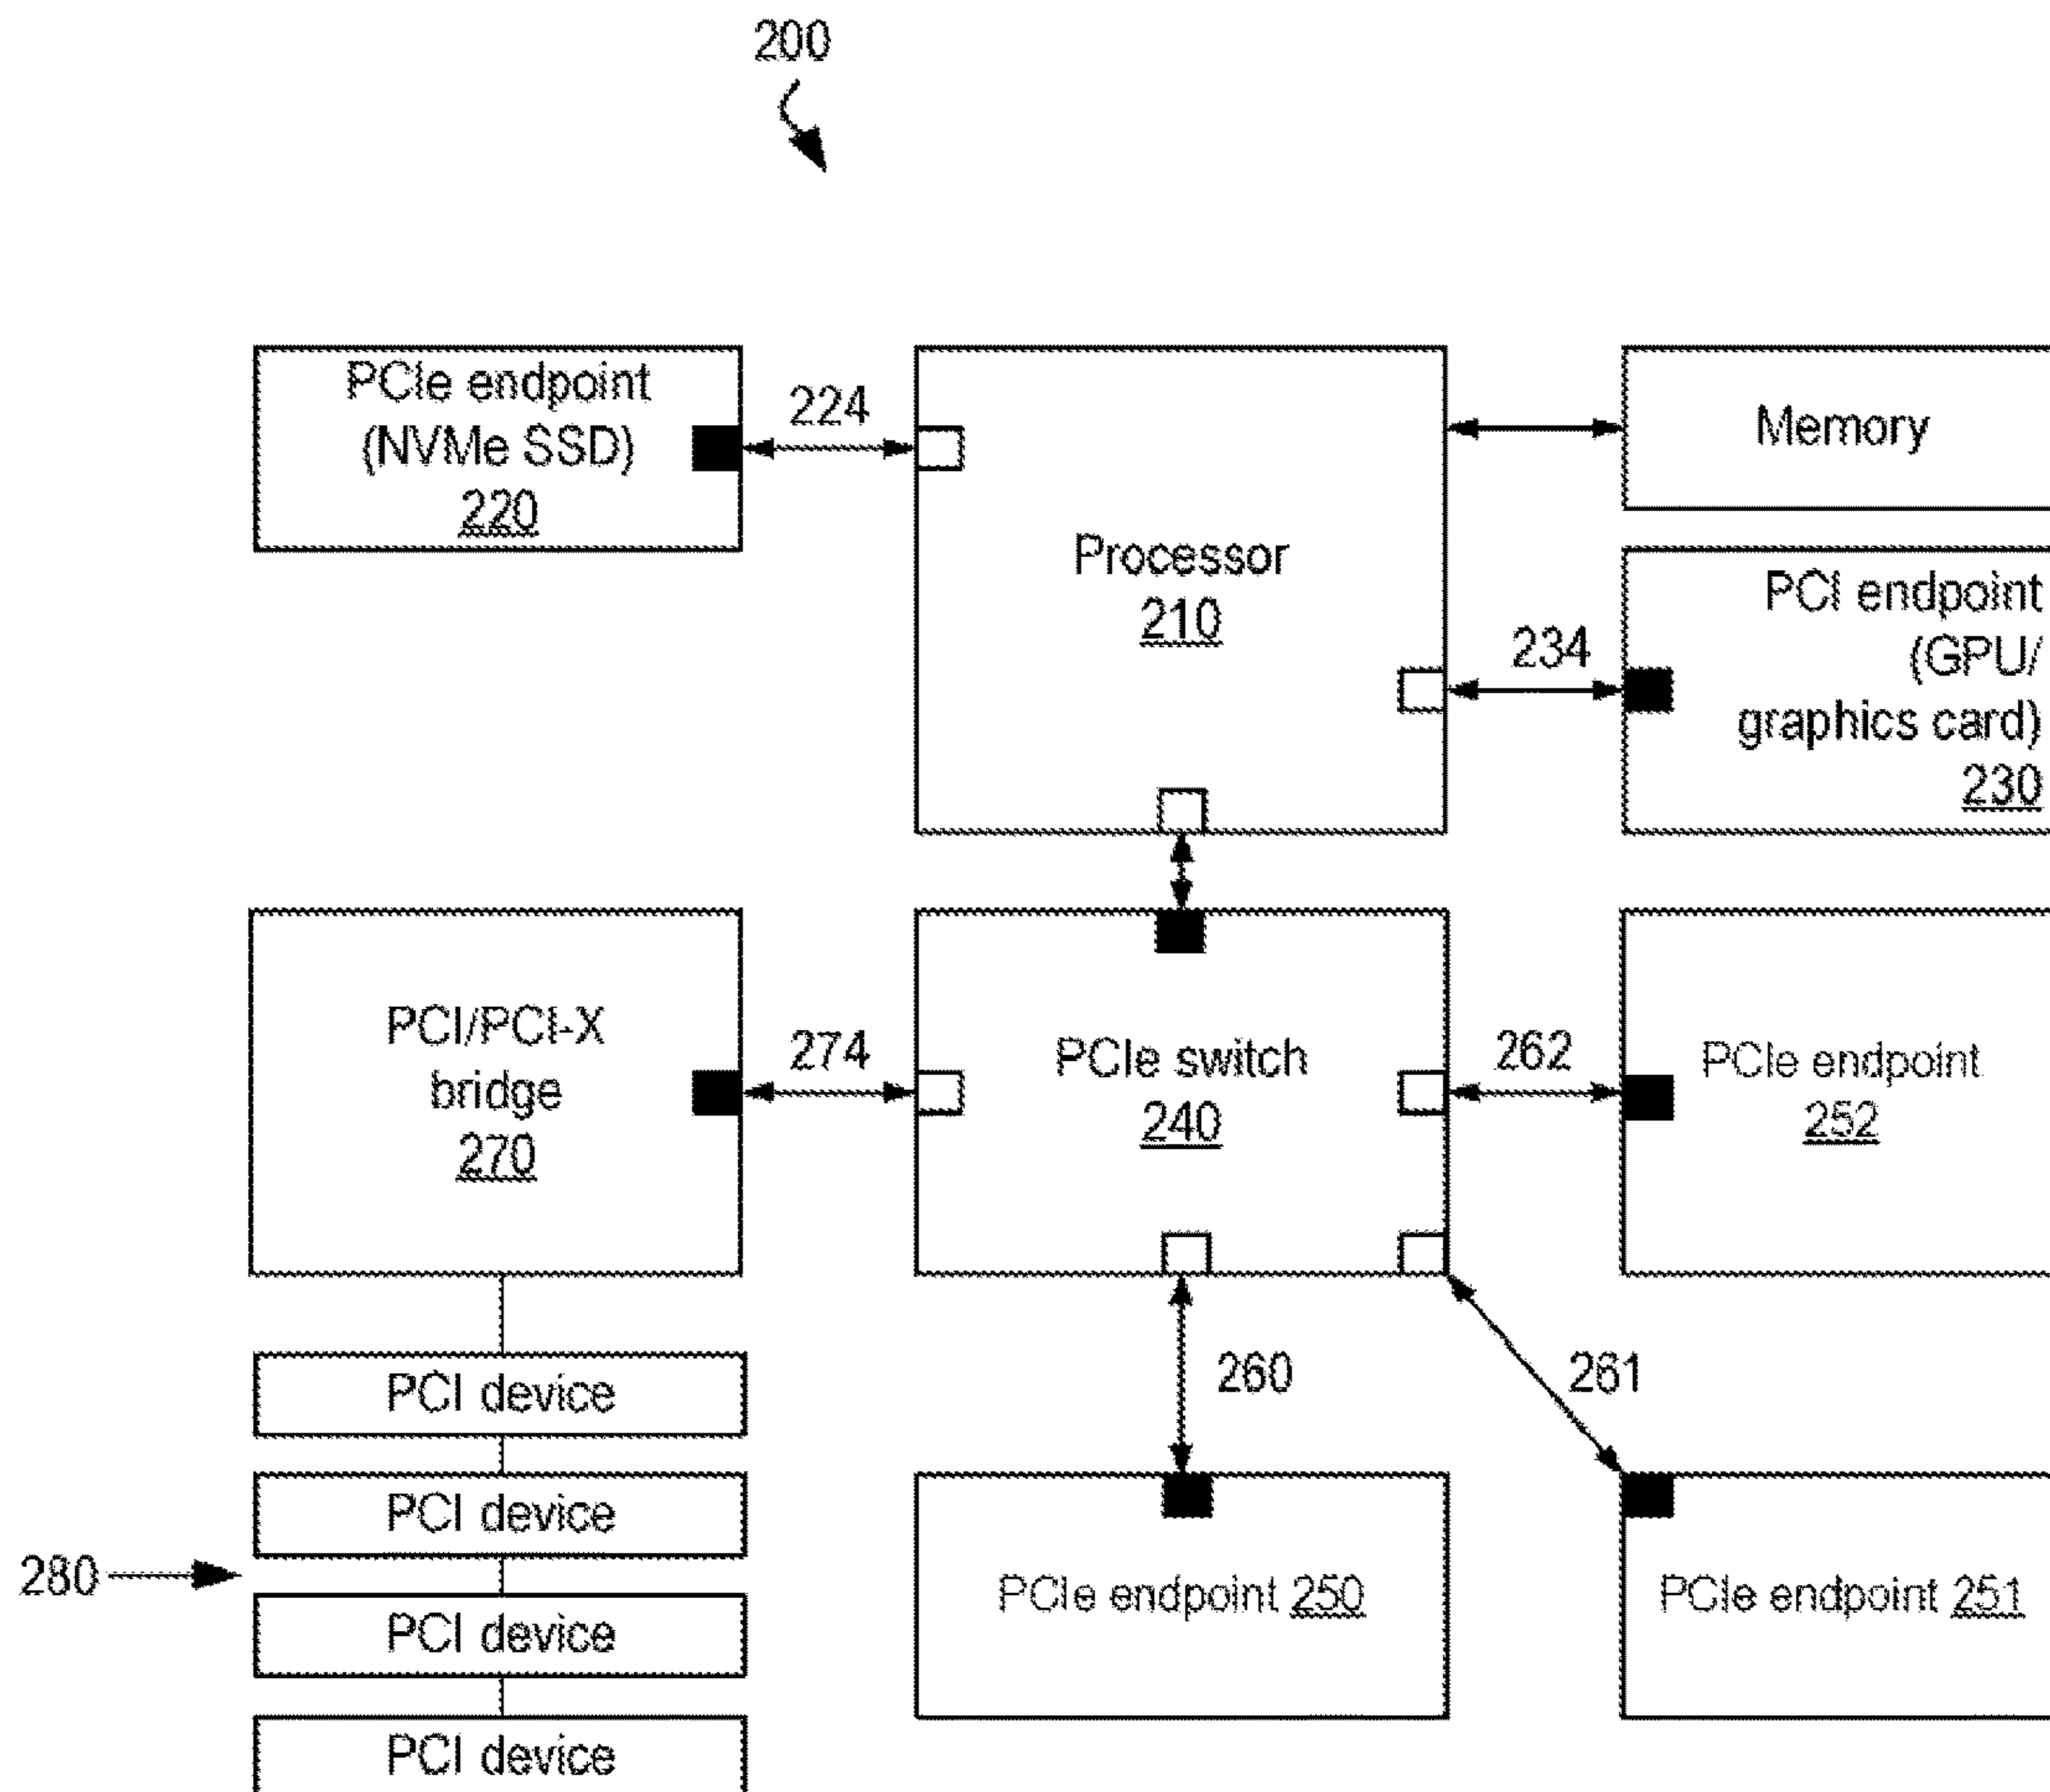 200
PCIe endpoint
(NVMe SSD)
220
224
Processor
210
Memory
PCI endpoint
(GPU/
graphics card)
230
234
PCI/PCI-X
bridge
270
274
PCIe switch
240
262
PCIe endpoint
252
260
261
PCI device
PCI device
280
PCI device
PCI device
PCIe endpoint 250
PCIe endpoint 251